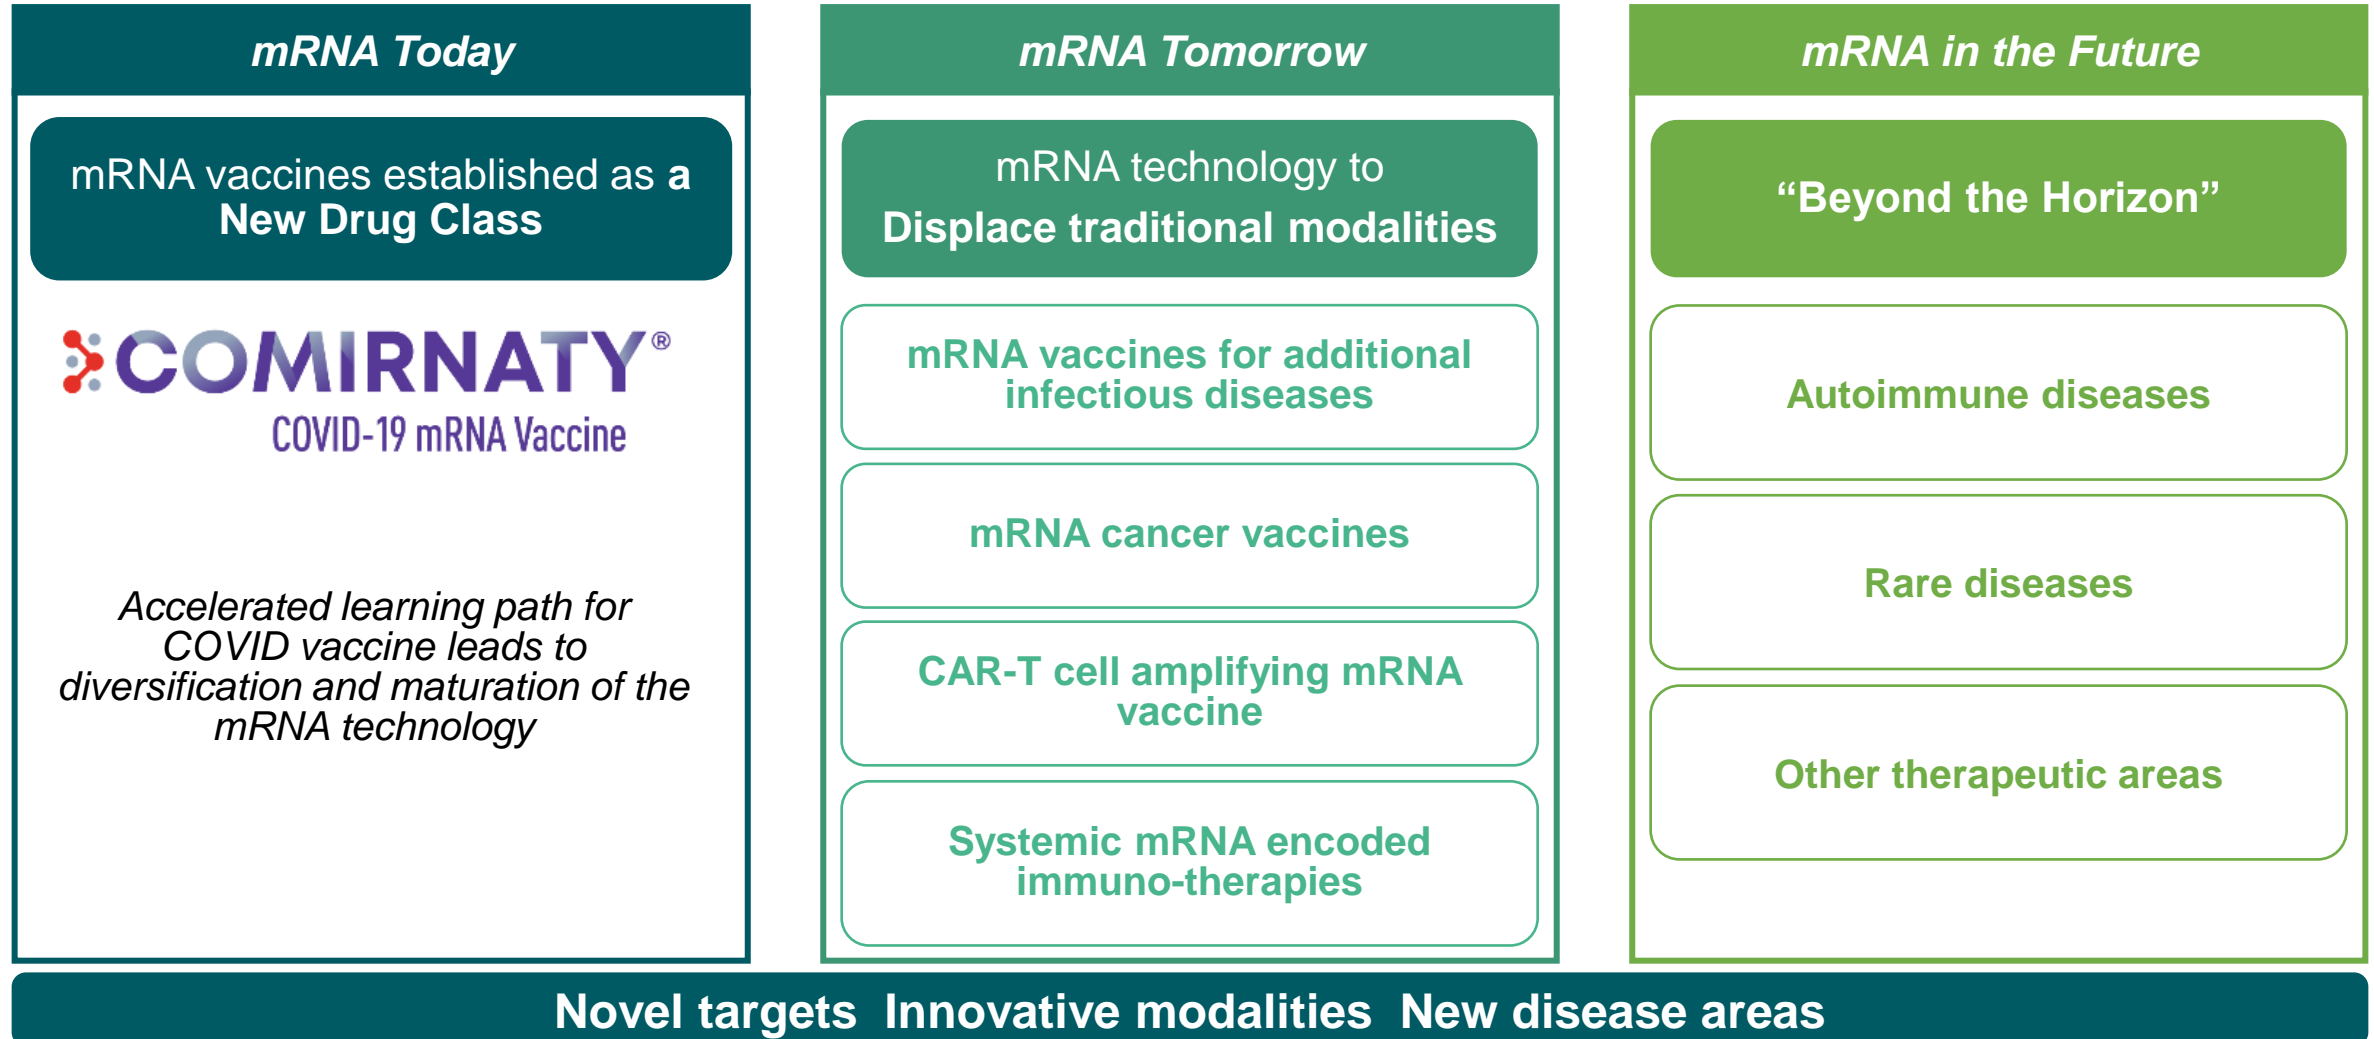 mRNA Today
mRNA vaccines established as a
New Drug Class
COMIRNATY®
COVID-19 mRNA Vaccine
Accelerated learning path for
COVID vaccine leads to
diversification and maturation of the
mRNA technology
mRNA Tomorrow
mRNA technology to
Displace traditional modalities
mRNA vaccines for additional
infectious diseases
mRNA cancer vaccines
CAR-T cell amplifying mRNA
vaccine
Systemic mRNA encoded
immuno-therapies
mRNA in the Future
“Beyond the Horizon”
Autoimmune diseases
Rare diseases
Other therapeutic areas
Novel targets Innovative modalities New disease areas